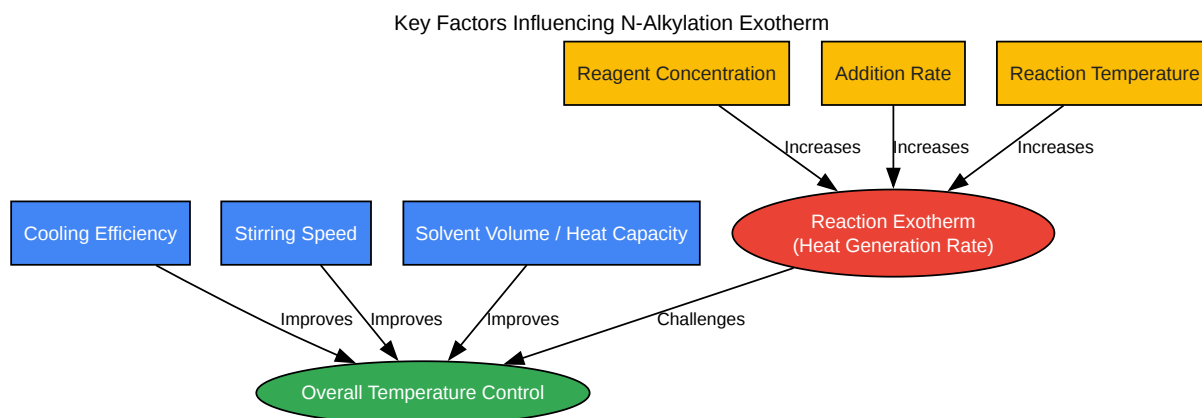 Key Factors Influencing N-Alkylation Exotherm
Reagent Concentration
Addition Rate
Reaction Temperature
Increases
Increases
Increases
Cooling Efficiency
Stirring Speed
Solvent Volume / Heat Capacity
Reaction Exotherm
(Heat Generation Rate)
Improves
Improves
Improves
Challenges
Overall Temperature Control